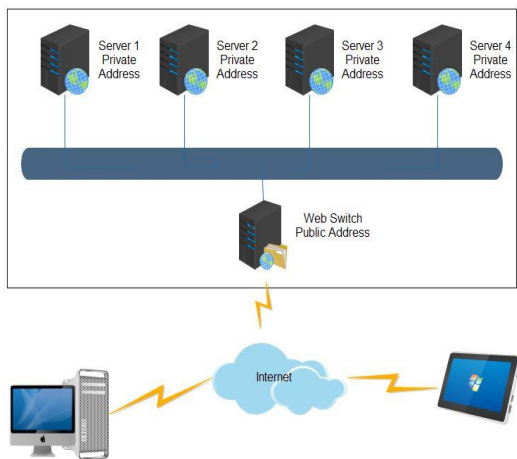 Server 1
Private
Address
Server 2
Private
Address
Server 3
Private
Address
Server 4
Private
Address
Web Switch
Public Address
Internet